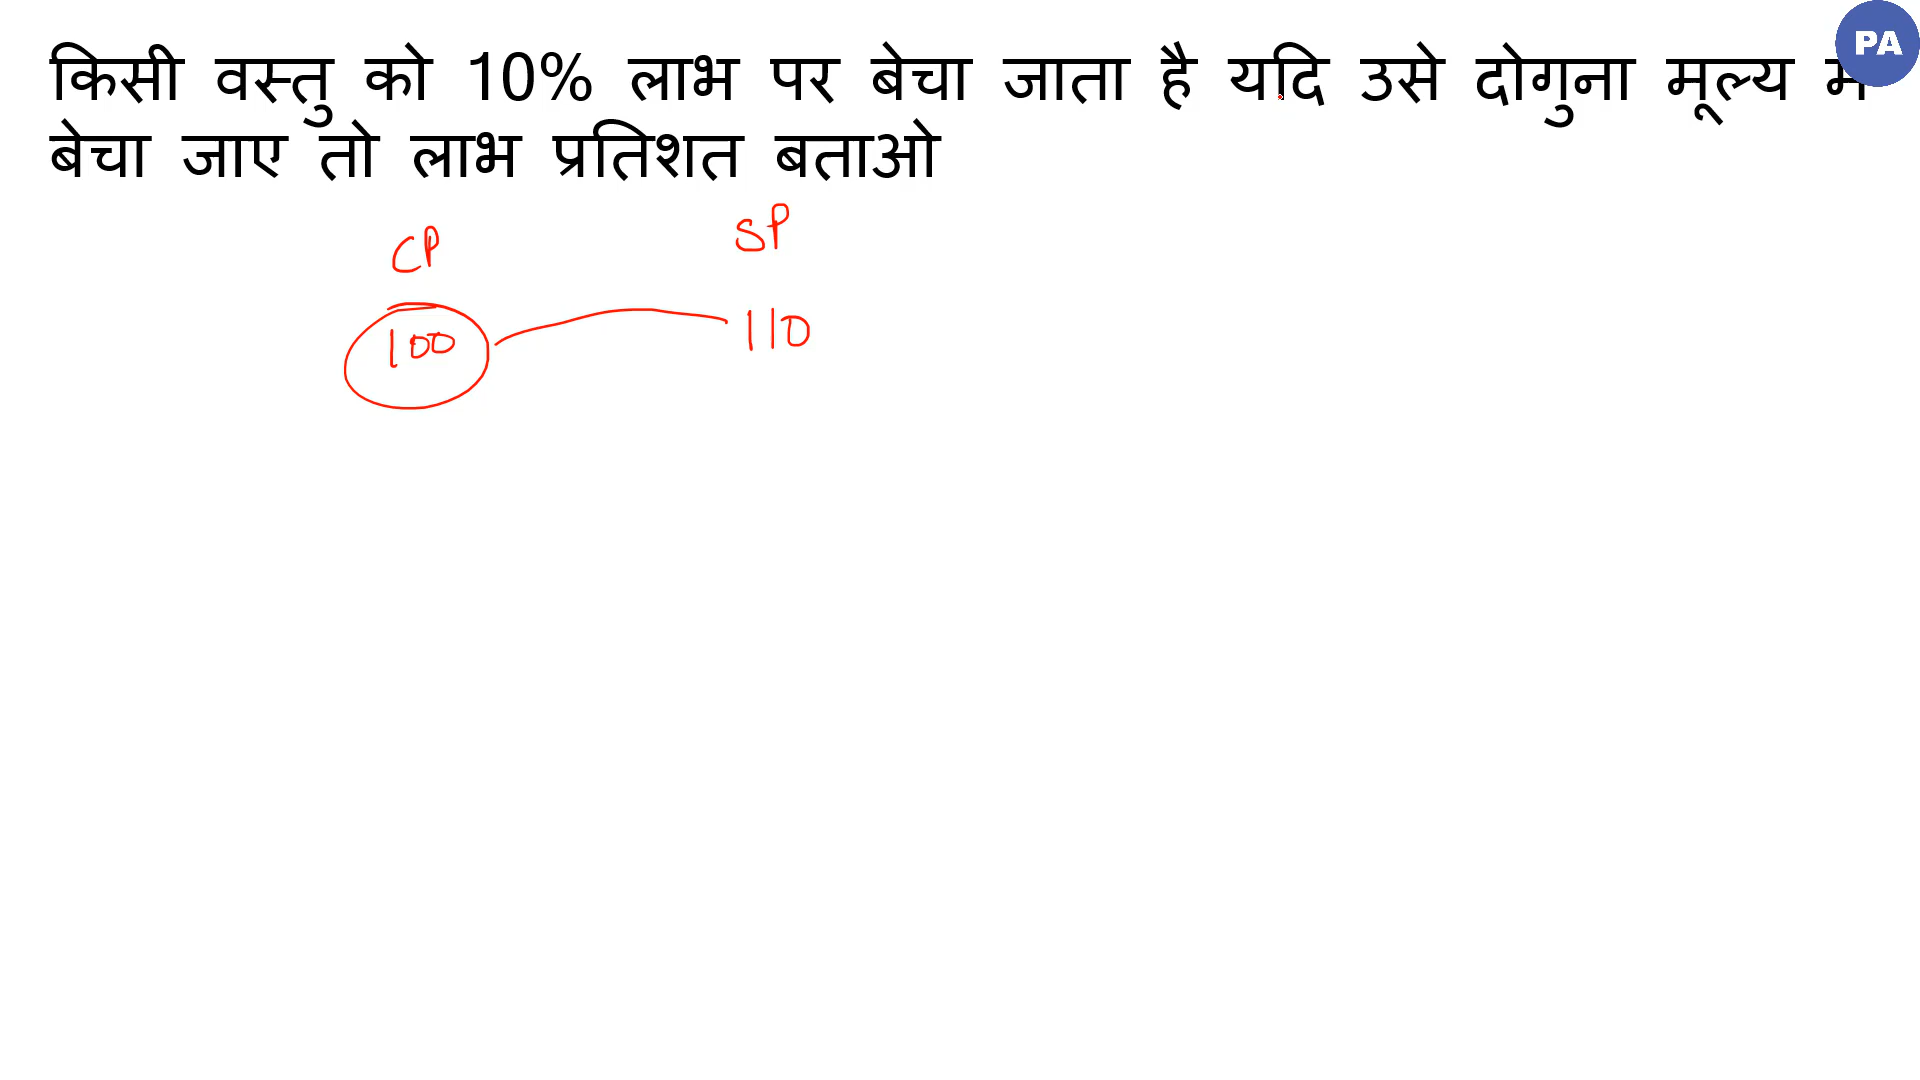 किसी वस्तु को 10% लाभ पर बेचा जाता है यदि उसे दोगुना मूल्य
बेचा जाए तो लाभ प्रतिशत बताओ
PA
CP SP
100 110